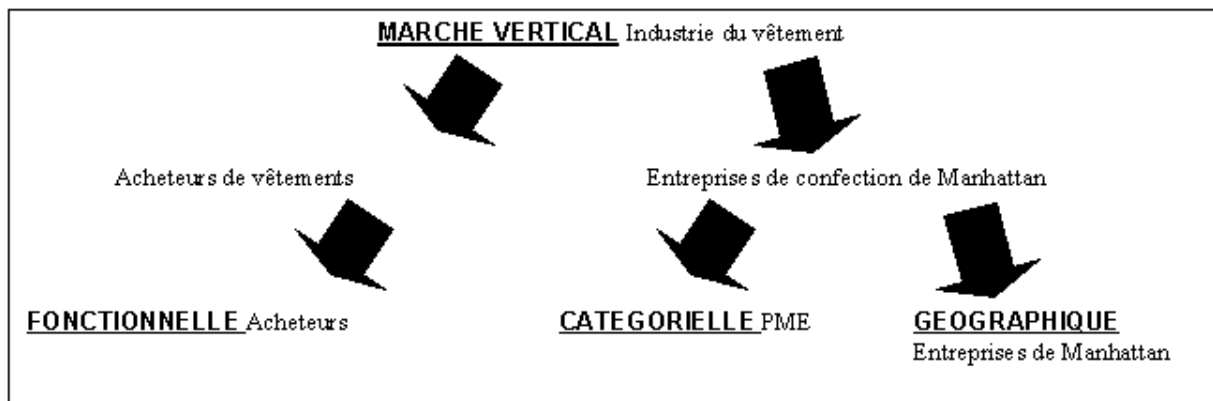 MARCHE VERTICAL Industrie du vêtement
Acheteurs de vêtements
Entreprises de confection de Manhattan
FONCTIONNELLE Acheteurs
CATEGORIELLE PME
GEOGRAPHIQUE
Entreprises de Manhattan